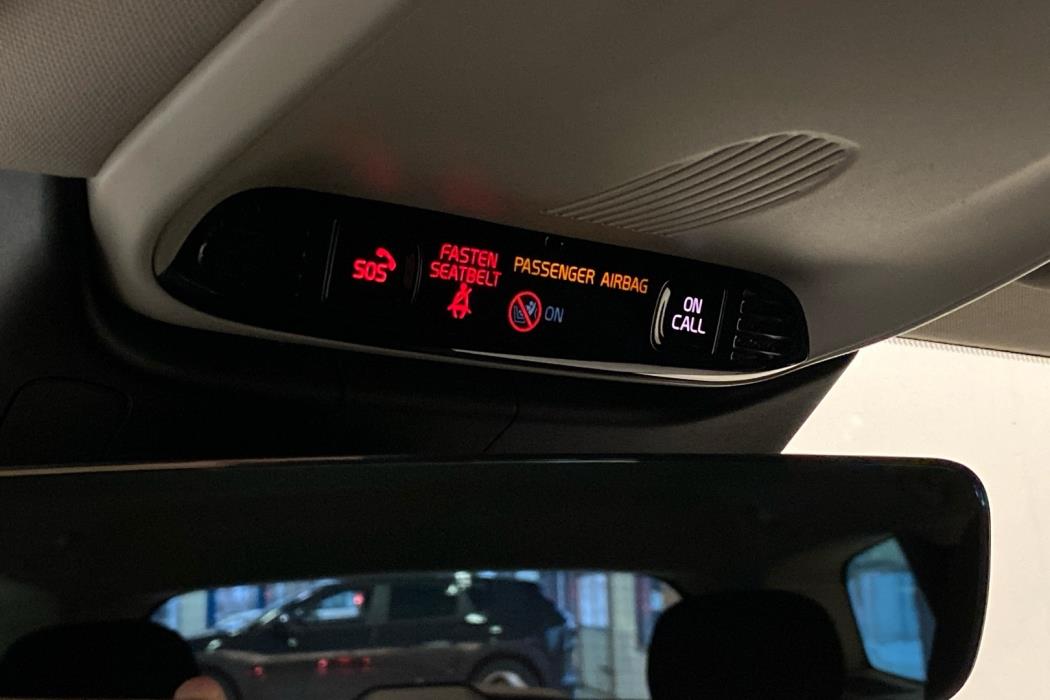 SOS
FASTEN
SEATBELT
PASSENGER AIRBAG
ON
ON
CALL